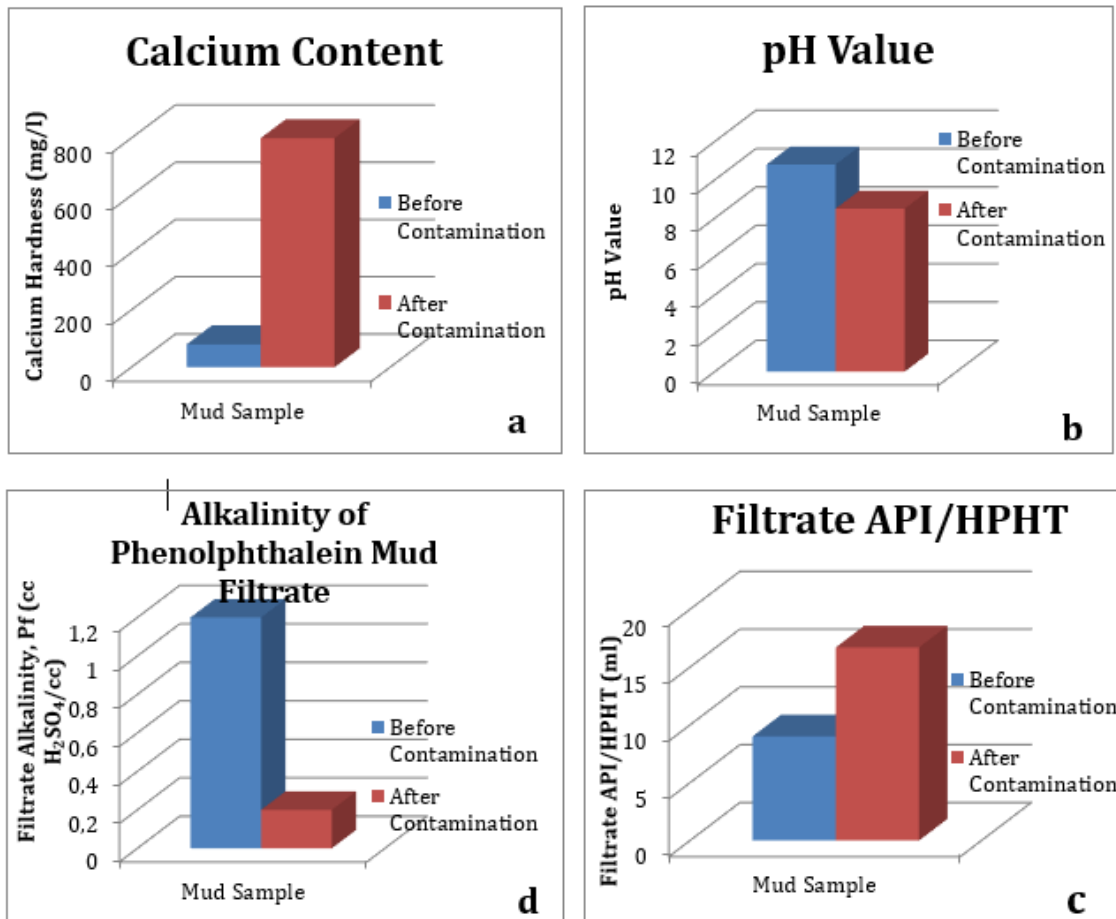 Calcium Content
Calcium Hardness (mg/l)
800
600
400
200
0
Before
Contamination
After
Contamination
Mud Sample
a
pH Value
pH Value
12
10
8
6
4
2
0
Before
Contamination
After
Contamination
Mud Sample
b
Alkalinity of
Phenolphthalein Mud
Filtrate
Filtrate Alkalinity, Pf (cc
H₂SO₄/cc)
1,2
1
0,8
0,6
0,4
0,2
0
Before
Contamination
After
Contamination
Mud Sample
d
Filtrate API/HPHT
Filtrate API/HPHT (ml)
20
15
10
5
0
Before
Contamination
After
Contamination
Mud Sample
c